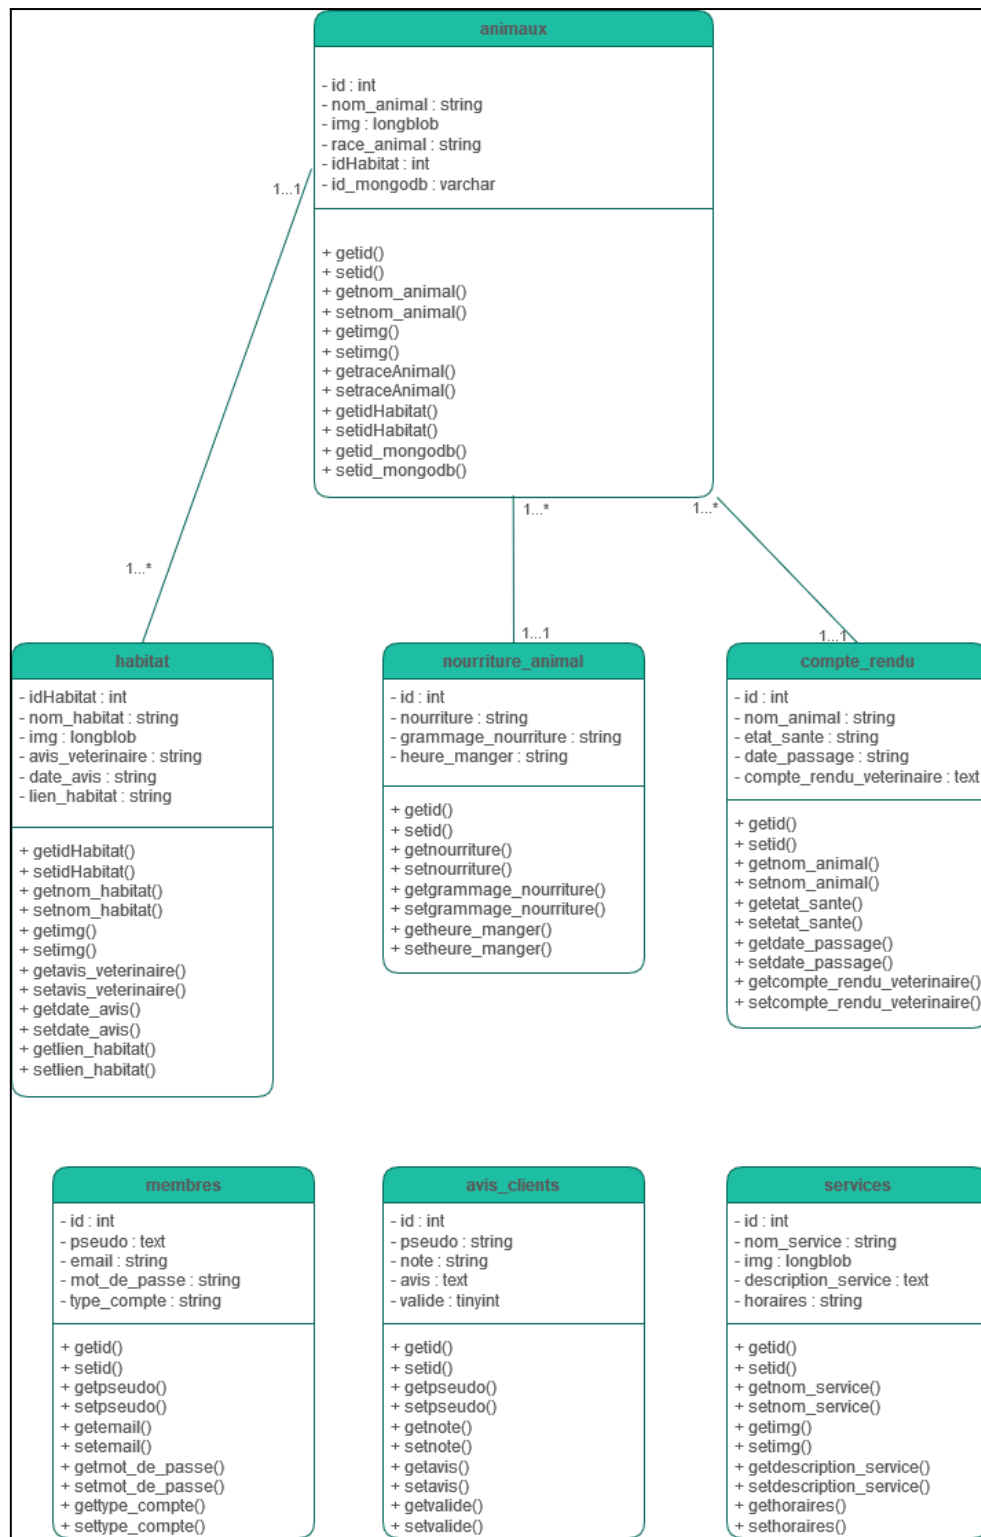 animaux
- id : int
- nom_animal : string
- img : longblob
- race_animal : string
- idHabitat : int
- id_mongodb : varchar
+ getid()
+ setid()
+ getnom_animal()
+ setnom_animal()
+ getimg()
+ setimg()
+ getraceAnimal()
+ setraceAnimal()
+ getidHabitat()
+ setidHabitat()
+ getid_mongodb()
+ setid_mongodb()
1...1
1...*
1...*
1...1
1...*
1...1
habitat
- idHabitat : int
- nom_habitat : string
- img : longblob
- avis_veterinaire : string
- date_avis : string
- lien_habitat : string
+ getidHabitat()
+ setidHabitat()
+ getnom_habitat()
+ setnom_habitat()
+ getimg()
+ setimg()
+ getavis_veterinaire()
+ setavis_veterinaire()
+ getdate_avis()
+ setdate_avis()
+ getlien_habitat()
+ setlien_habitat()
nourriture_animal
- id : int
- nourriture : string
- grammage_nourriture : string
- heure_manger : string
+ getid()
+ setid()
+ getnourriture()
+ setnourriture()
+ getgrammage_nourriture()
+ setgrammage_nourriture()
+ getheure_manger()
+ setheure_manger()
compte_rendu
- id : int
- nom_animal : string
- etat_sante : string
- date_passage : string
- compte_rendu_veterinaire : text
+ getid()
+ setid()
+ getnom_animal()
+ setnom_animal()
+ getetat_sante()
+ setetat_sante()
+ getdate_passage()
+ setdate_passage()
+ getcompte_rendu_veterinaire()
+ setcompte_rendu_veterinaire()
membres
- id : int
- pseudo : text
- email : string
- mot_de_passe : string
- type_compte : string
+ getid()
+ setid()
+ getpseudo()
+ setpseudo()
+ getemail()
+ setemail()
+ getmot_de_passe()
+ setmot_de_passe()
+ gettype_compte()
+ settype_compte()
avis_clients
- id : int
- pseudo : string
- note : string
- avis : text
- valide : tinyint
+ getid()
+ setid()
+ getpseudo()
+ setpseudo()
+ getnote()
+ setnote()
+ getavis()
+ setavis()
+ getvalide()
+ setvalide()
services
- id : int
- nom_service : string
- img : longblob
- description_service : text
- horaires : string
+ getid()
+ setid()
+ getnom_service()
+ setnom_service()
+ getimg()
+ setimg()
+ getdescription_service()
+ setdescription_service()
+ gethoraires()
+ sethoraires()